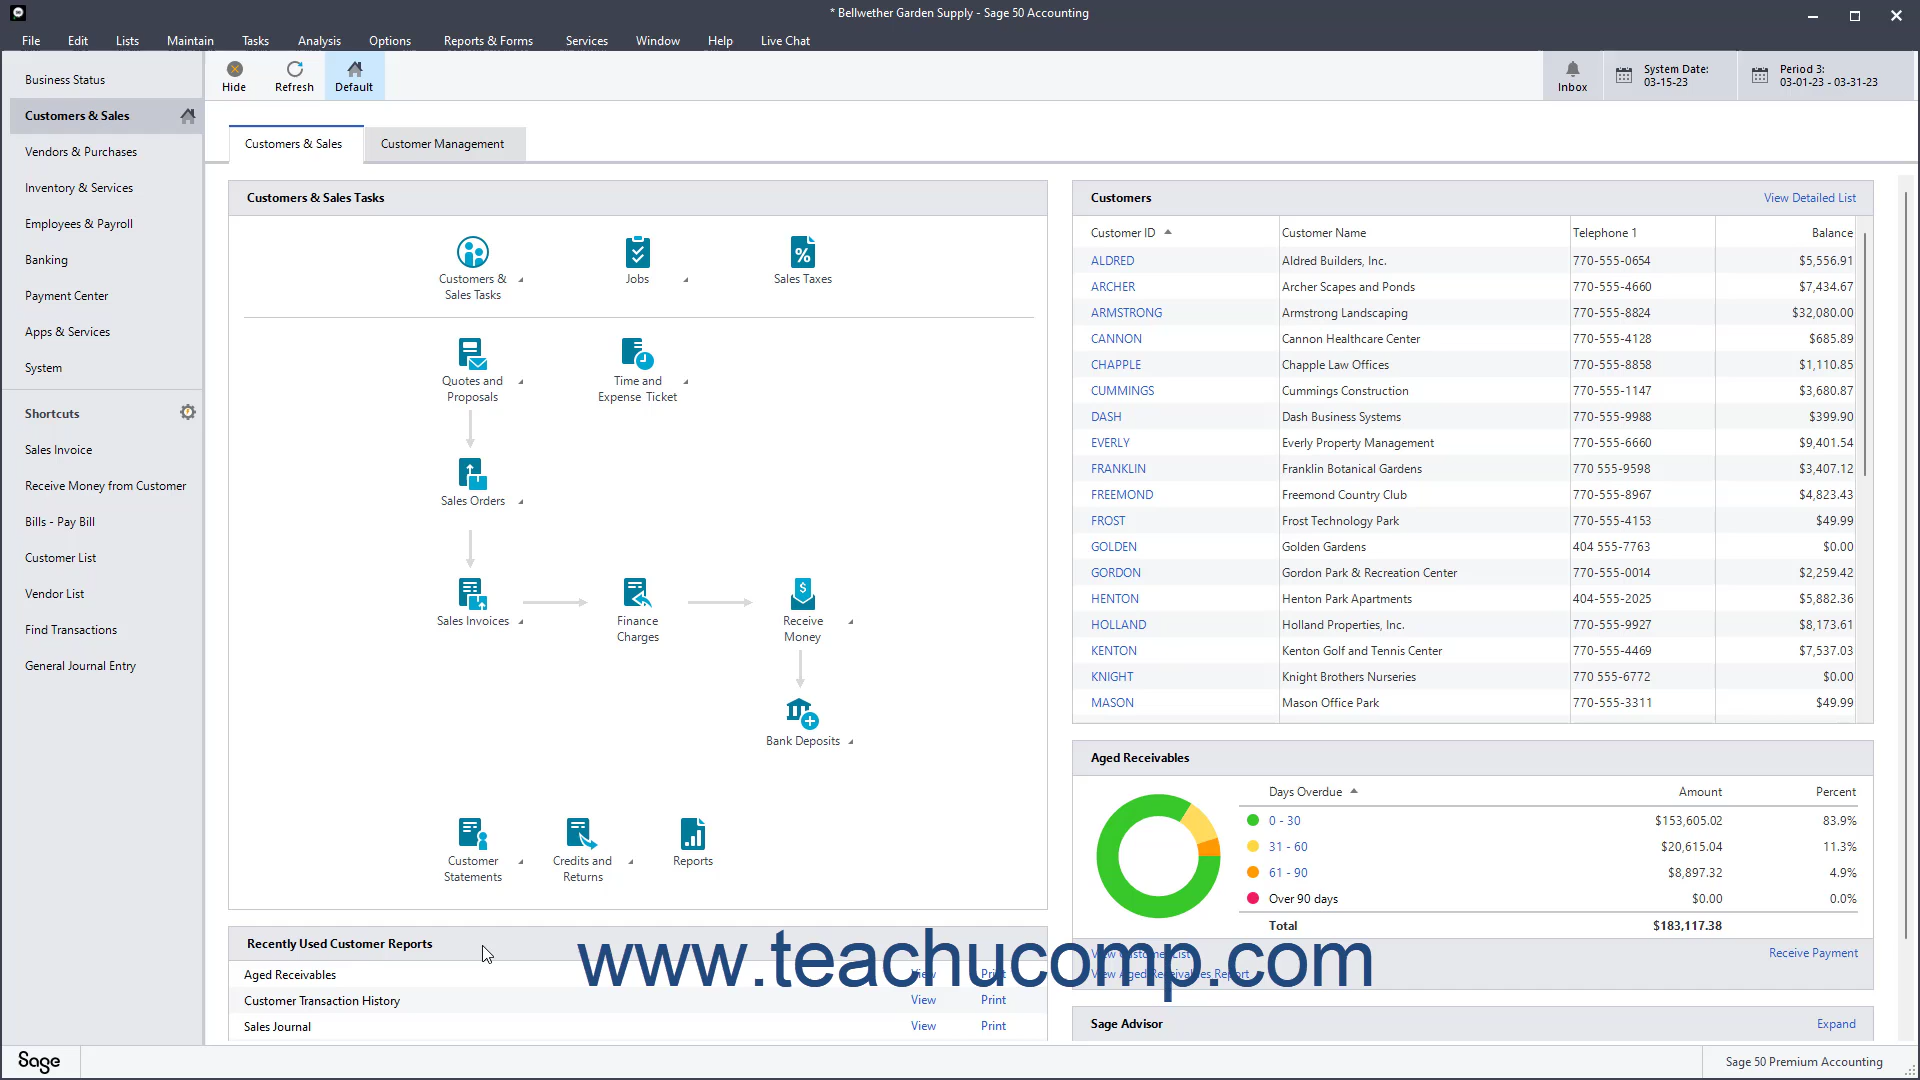 * Bellwether Garden Supply - Sage 50 Accounting
File Edit Lists Maintain Tasks Analysis Options Reports & Forms Services Window Help Live Chat
Business Status
Customers & Sales
Vendors & Purchases
Inventory & Services
Employees & Payroll
Banking
Payment Center
Apps & Services
System
Shortcuts
Sales Invoice
Receive Money from Customer
Bills - Pay Bill
Customer List
Vendor List
Find Transactions
General Journal Entry
Hide Refresh Default
Inbox
System Date:
03-15-23
Period 3:
03-01-23 - 03-31-23
Customers & Sales Customer Management
Customers & Sales Tasks
Customers &
Sales Tasks
Jobs
Sales Taxes
Quotes and
Proposals
Time and
Expense Ticket
Sales Orders
Sales Invoices
Finance
Charges
Receive
Money
Bank Deposits
Customer
Statements
Credits and
Returns
Reports
Recently Used Customer Reports
Aged Receivables View Print
Customer Transaction History View Print
Sales Journal View Print
Customers View Detailed List
Customer ID Customer Name Telephone 1 Balance
ALDRED Aldred Builders, Inc. 770-555-0654 $5,556.91
ARCHER Archer Scapes and Ponds 770-555-4660 $7,434.67
ARMSTRONG Armstrong Landscaping 770-555-8824 $32,080.00
CANNON Cannon Healthcare Center 770-555-4128 $685.89
CHAPPLE Chapple Law Offices 770-555-8858 $1,110.85
CUMMINGS Cummings Construction 770-555-1147 $3,680.87
DASH Dash Business Systems 770-555-9988 $399.90
EVERLY Everly Property Management 770-555-6660 $9,401.54
FRANKLIN Franklin Botanical Gardens 770 555-9598 $3,407.12
FREEMOND Freemond Country Club 770-555-8967 $4,823.43
FROST Frost Technology Park 770-555-4153 $49.99
GOLDEN Golden Gardens 404 555-7763 $0.00
GORDON Gordon Park & Recreation Center 770-555-0014 $2,259.42
HENTON Henton Park Apartments 404-555-2025 $5,882.36
HOLLAND Holland Properties, Inc. 770-555-9927 $8,173.61
KENTON Kenton Golf and Tennis Center 770-555-4469 $7,537.03
KNIGHT Knight Brothers Nurseries 770 555-6772 $0.00
MASON Mason Office Park 770-555-3311 $49.99
Aged Receivables
Days Overdue Amount Percent
0 - 30 $153,605.02 83.9%
31 - 60 $20,615.04 11.3%
61 - 90 $8,897.32 4.9%
Over 90 days $0.00 0.0%
Total $183,117.38
View Customer List Receive Payment
View Aged Receivables Report
Sage Advisor Expand
www.teachucomp.com
Sage
Sage 50 Premium Accounting